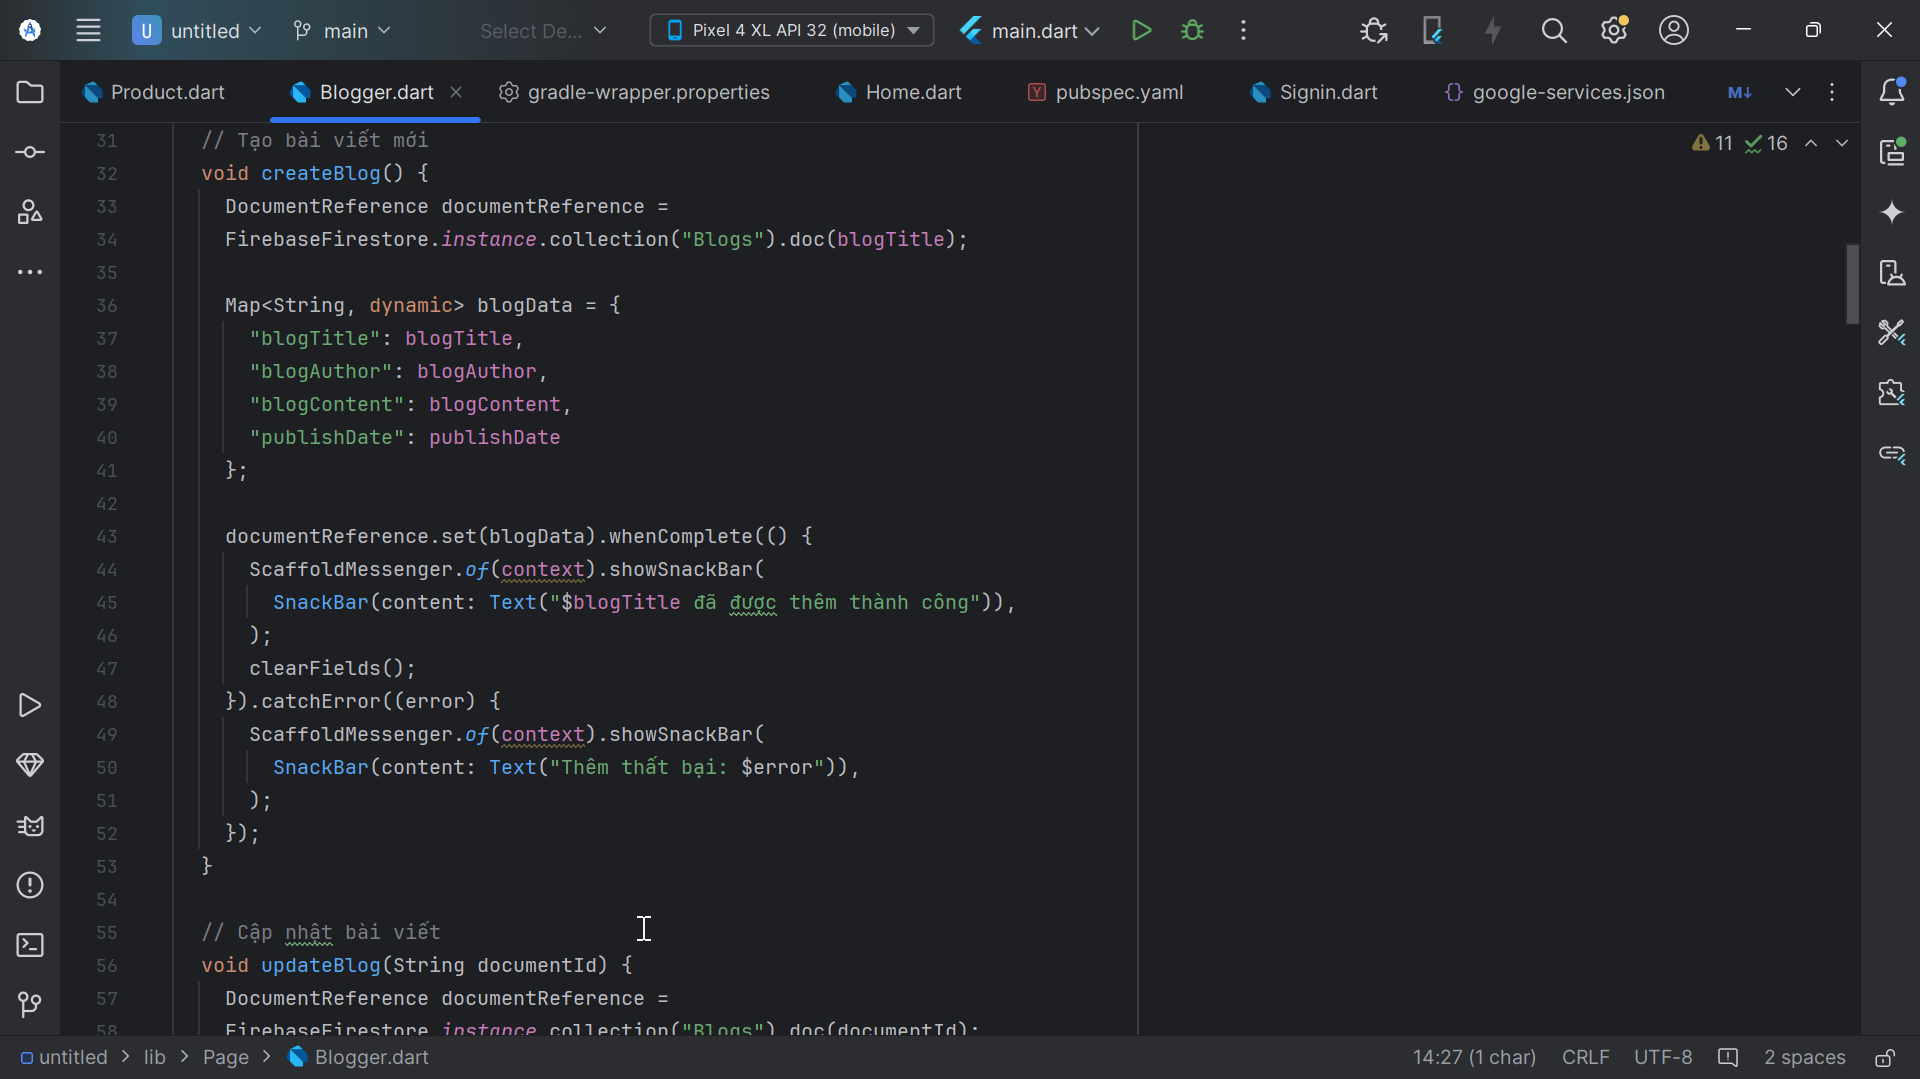 U untitled main Select De... Pixel 4 XL API 32 (mobile) main.dart
Product.dart Blogger.dart gradle-wrapper.properties Home.dart pubspec.yaml Signin.dart google-services.json M↓
11 16
31 // Tạo bài viết mới
32 void createBlog() {
33 DocumentReference documentReference =
34 FirebaseFirestore.instance.collection("Blogs").doc(blogTitle);
35
36 Map<String, dynamic> blogData = {
37 "blogTitle": blogTitle,
38 "blogAuthor": blogAuthor,
39 "blogContent": blogContent,
40 "publishDate": publishDate
41 };
42
43 documentReference.set(blogData).whenComplete(() {
44 ScaffoldMessenger.of(context).showSnackBar(
45 SnackBar(content: Text("$blogTitle đã được thêm thành công")),
46 );
47 clearFields();
48 }).catchError((error) {
49 ScaffoldMessenger.of(context).showSnackBar(
50 SnackBar(content: Text("Thêm thất bại: $error")),
51 );
52 });
53 }
54
55 // Cập nhật bài viết
56 void updateBlog(String documentId) {
57 DocumentReference documentReference =
58 FirebaseFirestore.instance.collection("Blogs").doc(documentId);
untitled > lib > Page > Blogger.dart 14:27 (1 char) CRLF UTF-8 2 spaces